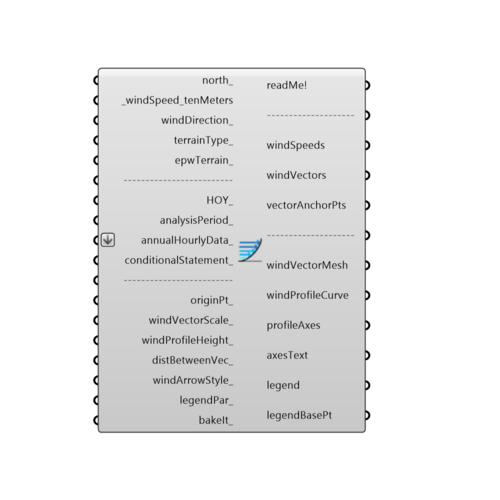 north_
_windSpeed_tenMeters
windDirection_
terrainType_
epwTerrain_
--------------------
HOY_
analysisPeriod_
annualHourlyData_
conditionalStatement_
--------------------
originPt_
windVectorScale_
windProfileHeight_
distBetweenVec_
windArrowStyle_
legendPar_
bakeIt_
readMe!
--------------------
windSpeeds
windVectors
vectorAnchorPts
--------------------
windVectorMesh
windProfileCurve
profileAxes
axesText
legend
legendBasePt